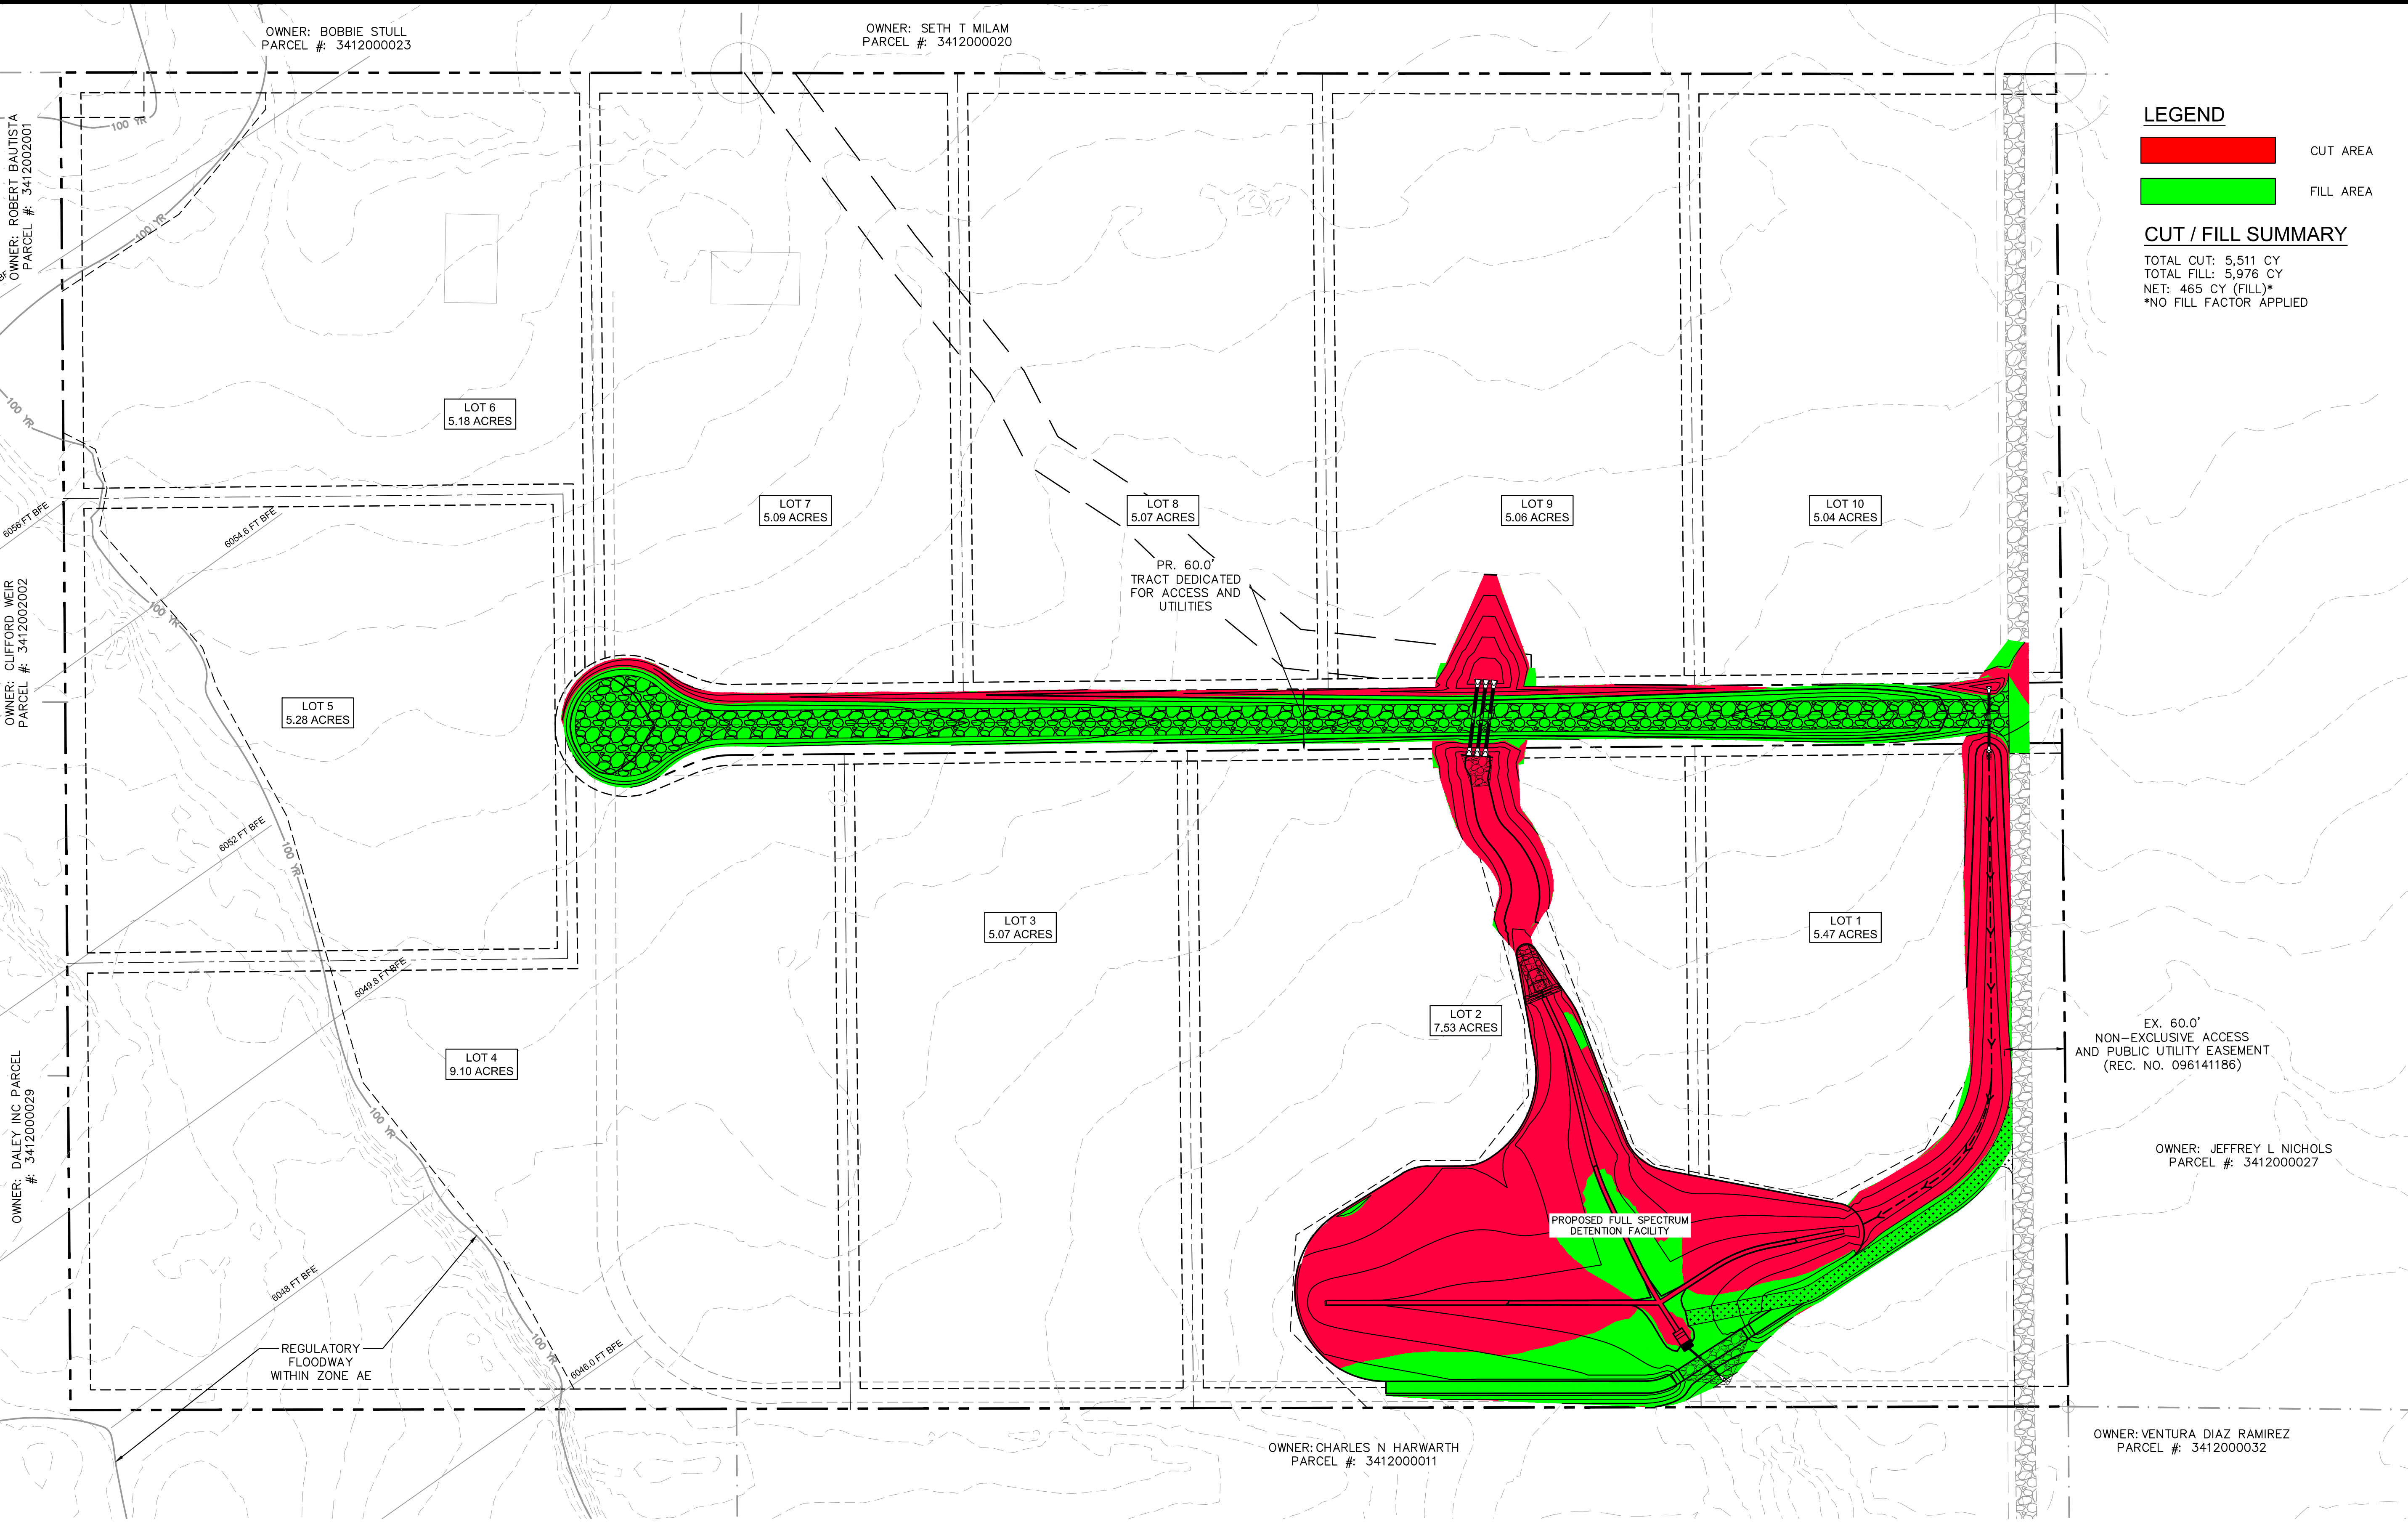 OWNER: BOBBIE STULL
PARCEL #: 3412000023
OWNER: SETH T MILAM
PARCEL #: 3412000020
LEGEND
CUT AREA
FILL AREA
CUT / FILL SUMMARY
TOTAL CUT: 5,511 CY
TOTAL FILL: 5,976 CY
NET: 465 CY (FILL)*
*NO FILL FACTOR APPLIED
OWNER: ROBERT BAUTISTA
PARCEL #: 3412002001
100 YR
100 YR
100 YR
LOT 6
5.18 ACRES
LOT 7
5.09 ACRES
LOT 8
5.07 ACRES
LOT 9
5.06 ACRES
LOT 10
5.04 ACRES
6056 FT BFE
6054.6 FT BFE
PR. 60.0'
TRACT DEDICATED
FOR ACCESS AND
UTILITIES
OWNER: CLIFFORD WEIR
PARCEL #: 3412002002
100 YR
LOT 5
5.28 ACRES
6052 FT BFE
100 YR
LOT 3
5.07 ACRES
LOT 1
5.47 ACRES
6049.8 FT BFE
LOT 2
7.53 ACRES
EX. 60.0'
NON-EXCLUSIVE ACCESS
AND PUBLIC UTILITY EASEMENT
(REC. NO. 096141186)
LOT 4
9.10 ACRES
OWNER: DALEY INC PARCEL
#: 3412000029
100 YR
OWNER: JEFFREY L NICHOLS
PARCEL #: 3412000027
PROPOSED FULL SPECTRUM
DETENTION FACILITY
6048 FT BFE
REGULATORY
FLOODWAY
WITHIN ZONE AE
100 YR
6046.0 FT BFE
OWNER: CHARLES N HARWARTH
PARCEL #: 3412000011
OWNER: VENTURA DIAZ RAMIREZ
PARCEL #: 3412000032